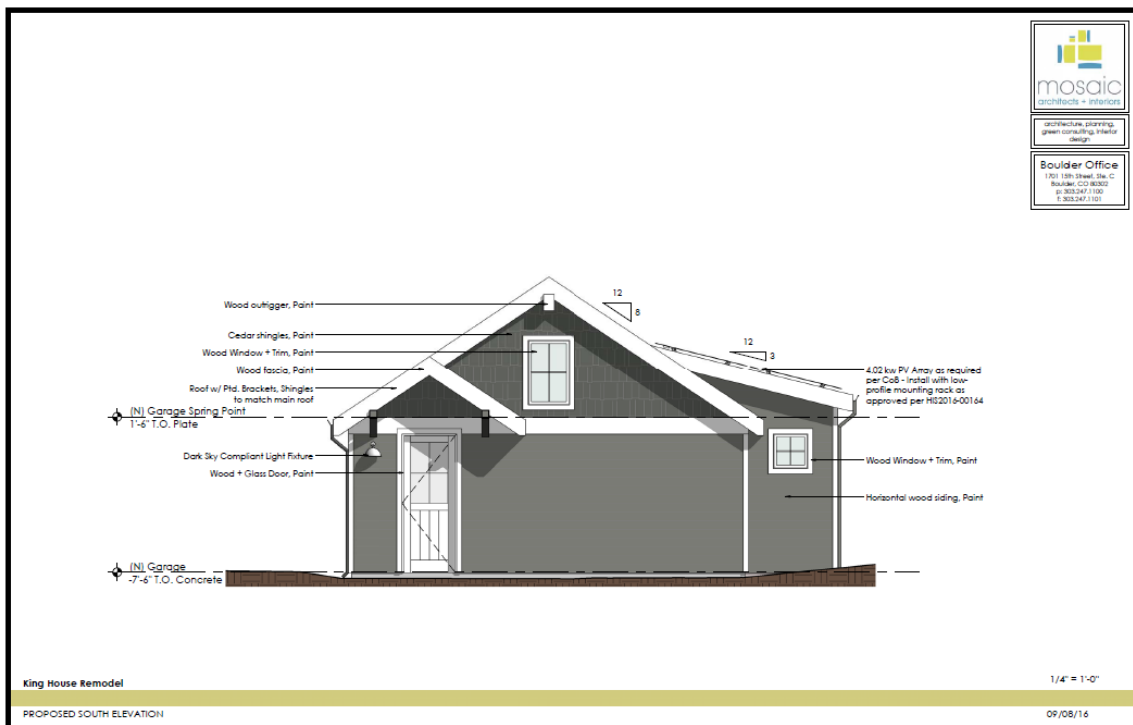 mosaic
architects + interiors
architecture, planning,
green consulting, interior
design
Boulder Office
1701 15th Street, Ste. C
Boulder, CO 80302
p: 303.247.1100
f: 303.247.1101
Wood outrigger, Paint
Cedar shingles, Paint
Wood Window + Trim, Paint
Wood fascia, Paint
Roof w/ Ptd. Brackets, Shingles
to match main roof
(N) Garage Spring Point
1'-6" T.O. Plate
Dark Sky Compliant Light Fixture
Wood + Glass Door, Paint
(N) Garage
-7'-6" T.O. Concrete
12
8
12
3
4.02 kw PV Array as required
per CoB - Install with low-
profile mounting rack as
approved per HIS2016-00164
Wood Window + Trim, Paint
Horizontal wood siding, Paint
King House Remodel
1/4" = 1'-0"
PROPOSED SOUTH ELEVATION
09/08/16